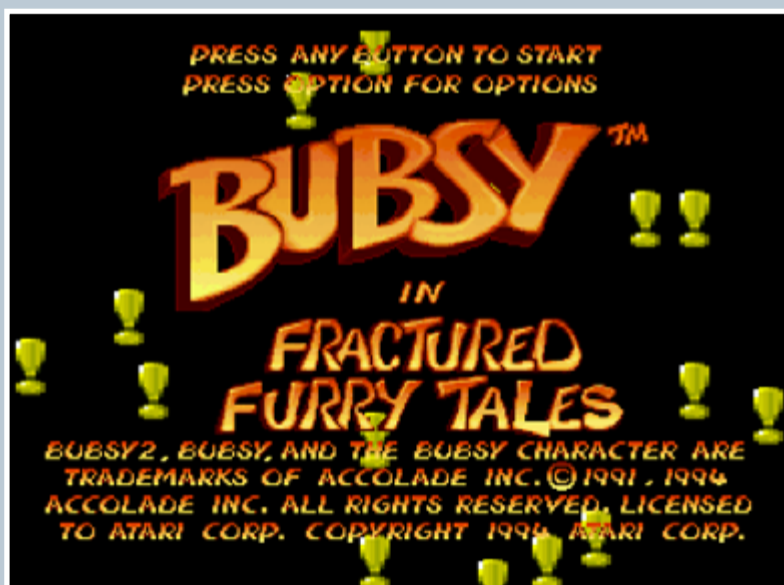 PRESS ANY BUTTON TO START
PRESS OPTION FOR OPTIONS
BUBSY™
IN
FRACTURED
FURRY TALES
BUBSY2, BUBSY, AND THE BUBSY CHARACTER ARE
TRADEMARKS OF ACCOLADE INC. © 1991, 1994
ACCOLADE INC. ALL RIGHTS RESERVED, LICENSED
TO ATARI CORP. COPYRIGHT 1994 ATARI CORP.